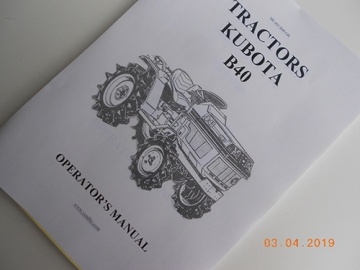 TRACTORS
KUBOTA
B40
OPERATOR'S MANUAL
03.04.2019